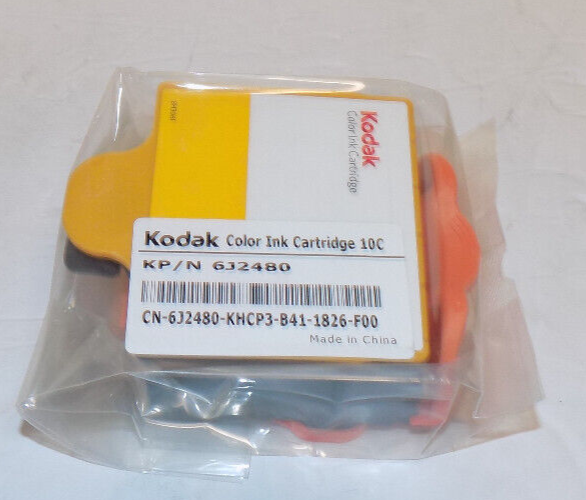 Kodak
Color Ink Cartridge
Kodak Color Ink Cartridge 10C
KP/N 6J2480
CN-6J2480-KHCP3-B41-1826-F00
Made in China